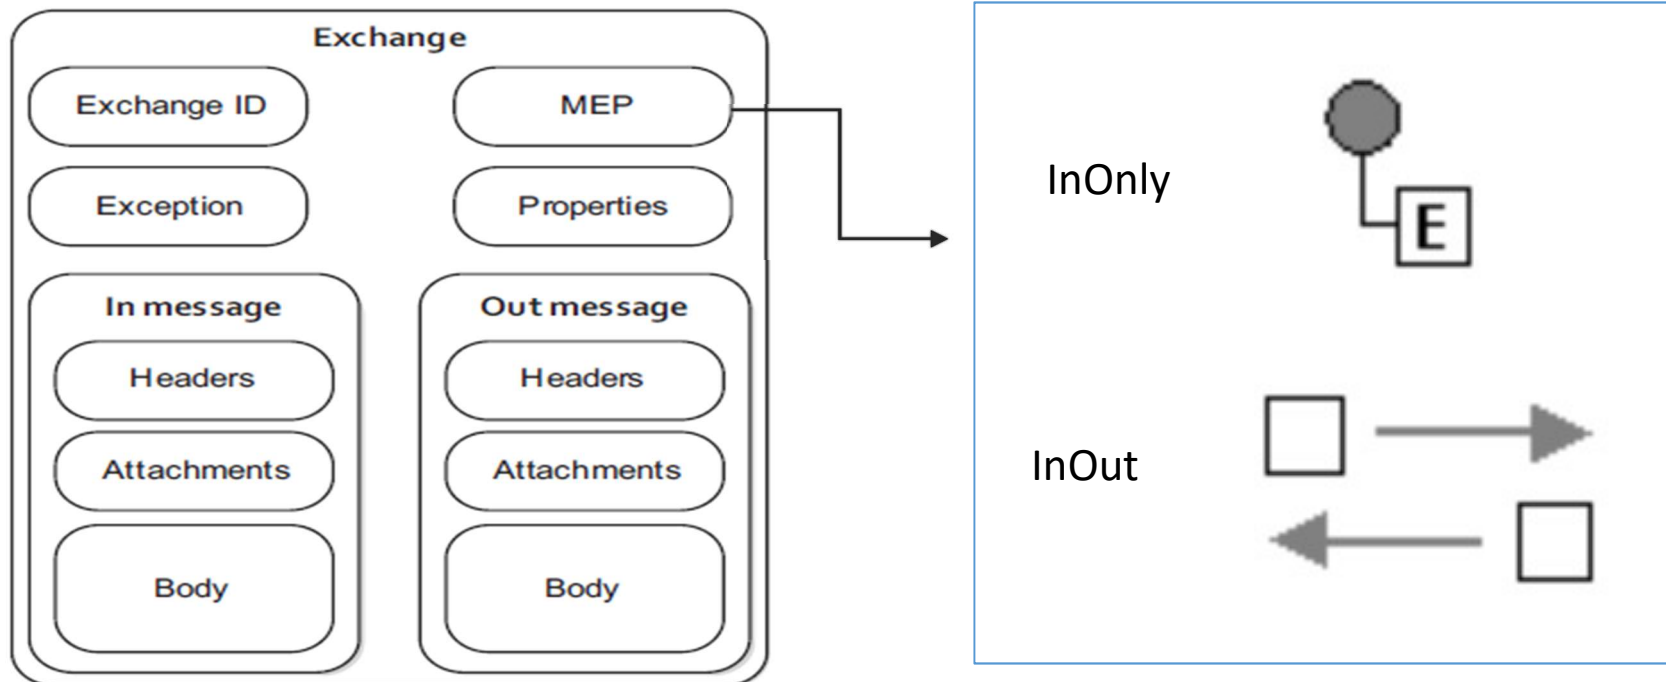 Exchange
Exchange ID
MEP
Exception
Properties
In message
Headers
Attachments
Body
Out message
Headers
Attachments
Body
InOnly
E
InOut